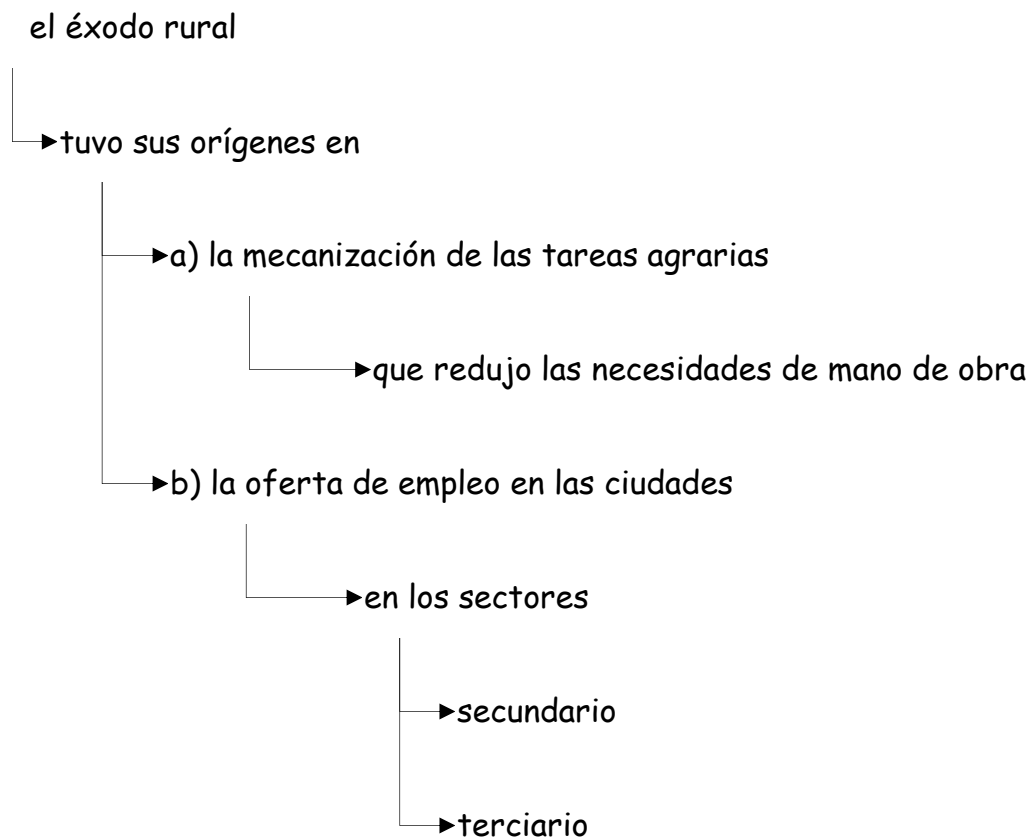 el éxodo rural
tuvo sus orígenes en
a) la mecanización de las tareas agrarias
que redujo las necesidades de mano de obra
b) la oferta de empleo en las ciudades
en los sectores
secundario
terciario